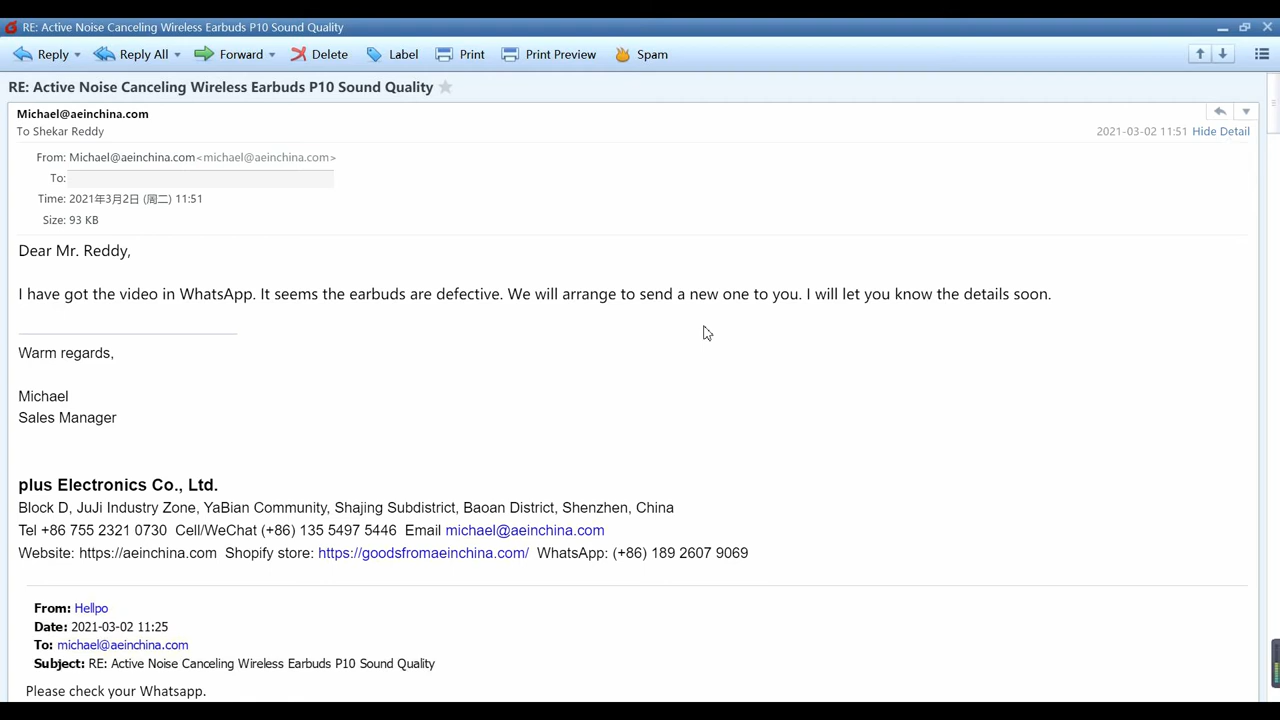 RE: Active Noise Canceling Wireless Earbuds P10 Sound Quality
Reply Reply All Forward Delete Label Print Print Preview Spam
RE: Active Noise Canceling Wireless Earbuds P10 Sound Quality
Michael@aeinchina.com
To Shekar Reddy
2021-03-02 11:51 Hide Detail
From: Michael@aeinchina.com<michael@aeinchina.com>
To:
Time: 2021年3月2日 (周二) 11:51
Size: 93 KB
Dear Mr. Reddy,
I have got the video in WhatsApp. It seems the earbuds are defective. We will arrange to send a new one to you. I will let you know the details soon.
Warm regards,
Michael
Sales Manager
plus Electronics Co., Ltd.
Block D, JuJi Industry Zone, YaBian Community, Shajing Subdistrict, Baoan District, Shenzhen, China
Tel +86 755 2321 0730 Cell/WeChat (+86) 135 5497 5446 Email michael@aeinchina.com
Website: https://aeinchina.com Shopify store: https://goodsfromaeinchina.com/ WhatsApp: (+86) 189 2607 9069
From: Hellpo
Date: 2021-03-02 11:25
To: michael@aeinchina.com
Subject: RE: Active Noise Canceling Wireless Earbuds P10 Sound Quality
Please check your Whatsapp.